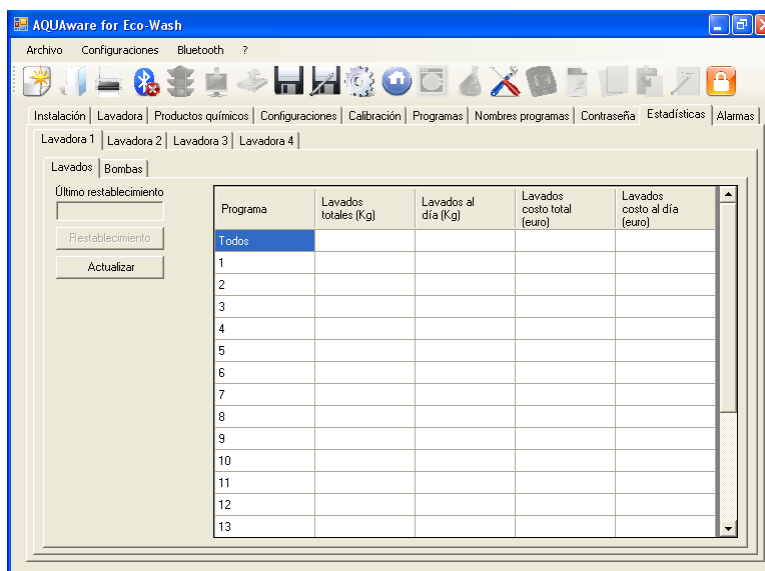 AQUAware for Eco-Wash
Archivo Configuraciones Bluetooth ?
Instalación Lavadora Productos químicos Configuraciones Calibración Programas Nombres programas Contraseña Estadísticas Alarmas
Lavadora 1 Lavadora 2 Lavadora 3 Lavadora 4
Lavados Bombas
Último restablecimiento
Restablecimiento
Actualizar
Programa
Lavados
totales (Kg)
Lavados al
día (Kg)
Lavados
costo total
(euro)
Lavados
costo al día
(euro)
Todos
1
2
3
4
5
6
7
8
9
10
11
12
13